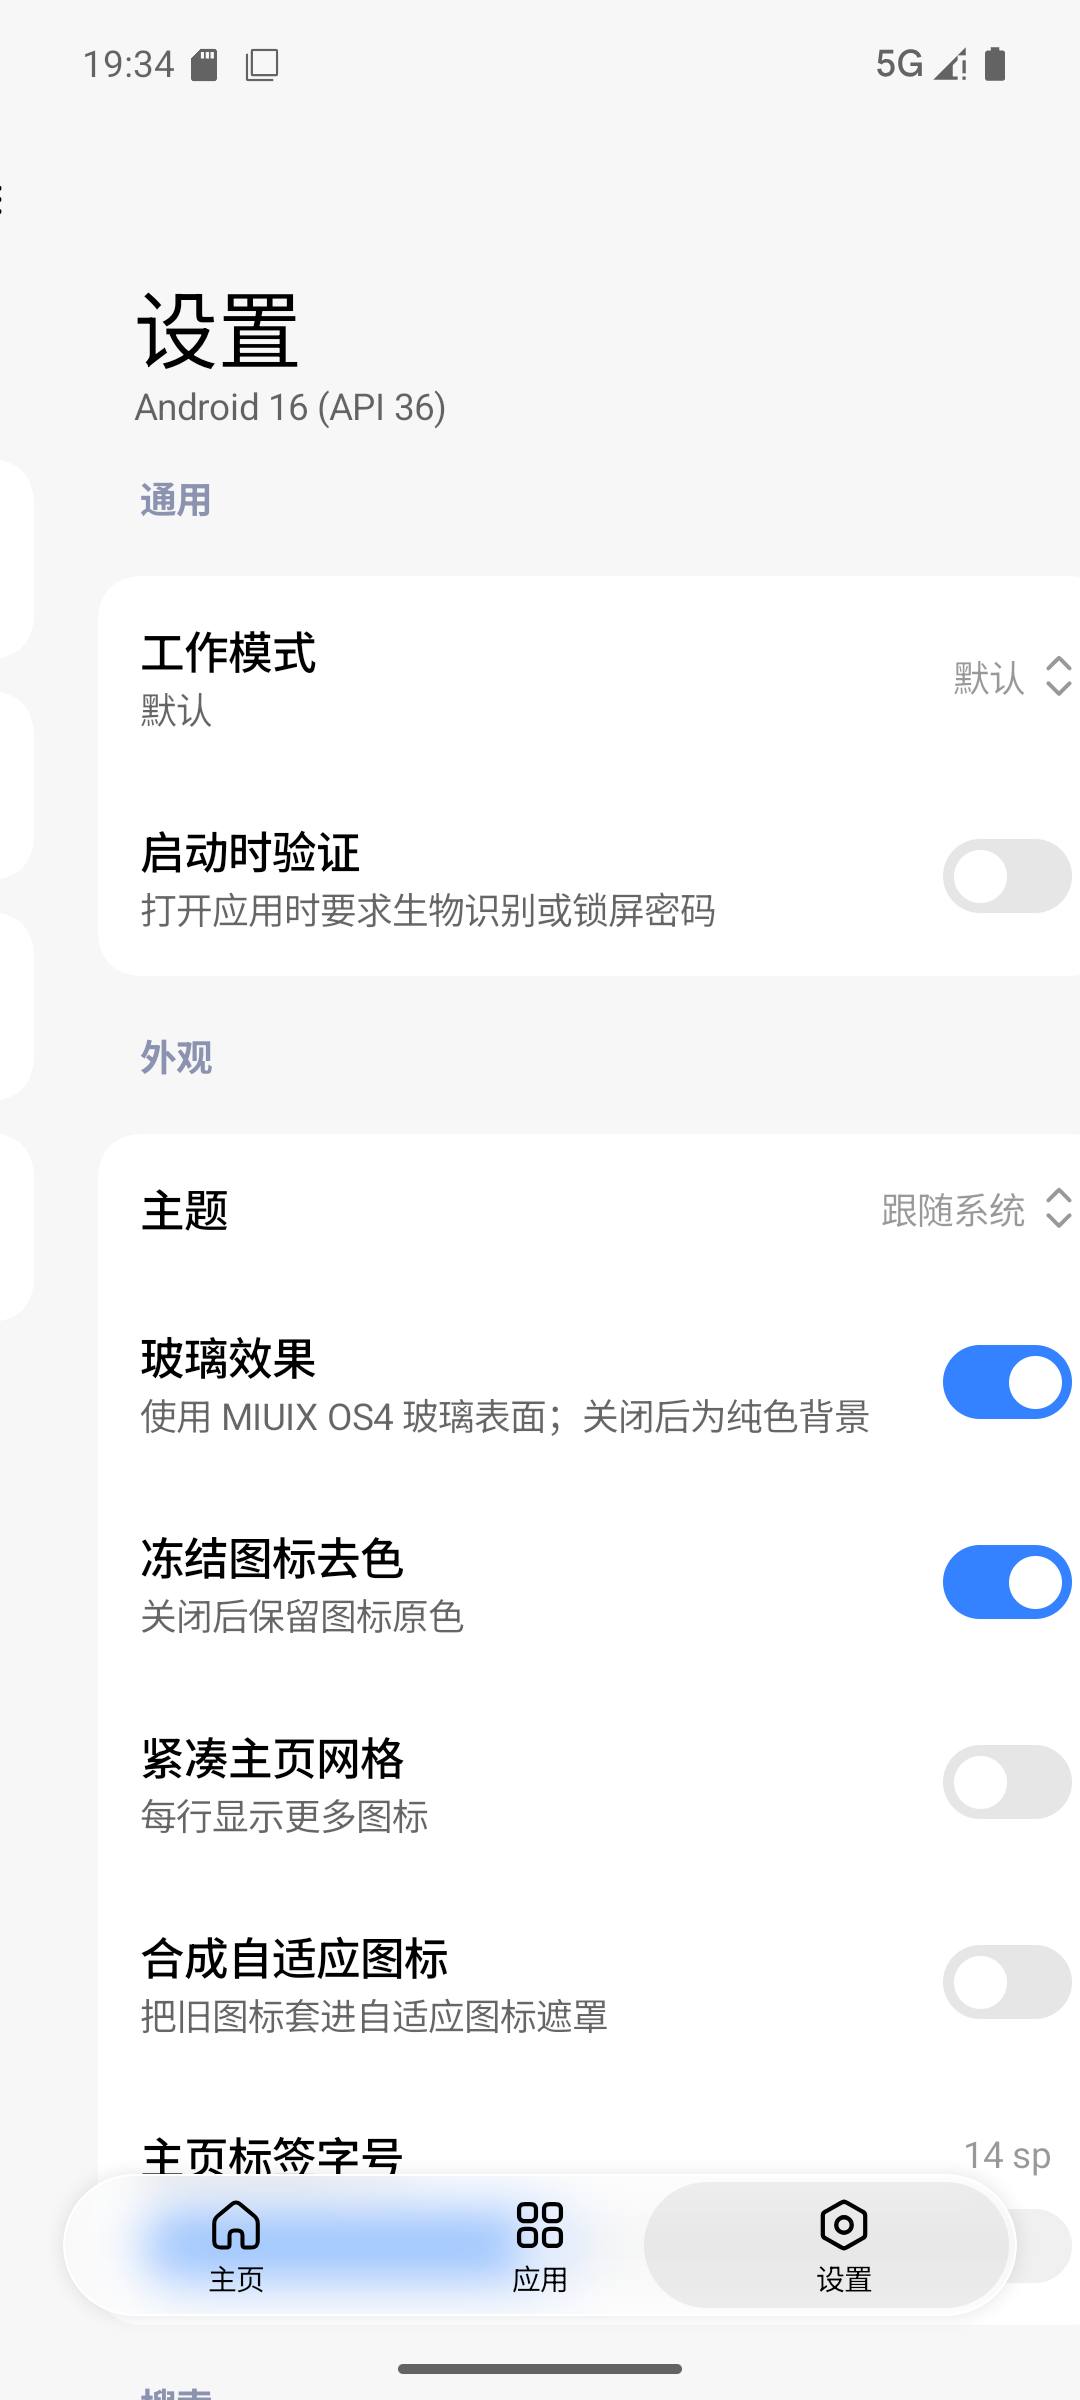 19:34
5G
设置
Android 16 (API 36)
通用
工作模式
默认
默认
启动时验证
打开应用时要求生物识别或锁屏密码
外观
主题
跟随系统
玻璃效果
使用 MIUIX OS4 玻璃表面；关闭后为纯色背景
冻结图标去色
关闭后保留图标原色
紧凑主页网格
每行显示更多图标
合成自适应图标
把旧图标套进自适应图标遮罩
主页标签字号
14 sp
主页
应用
设置
搜索